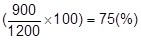 (900/1200 ×100) = 75(%)